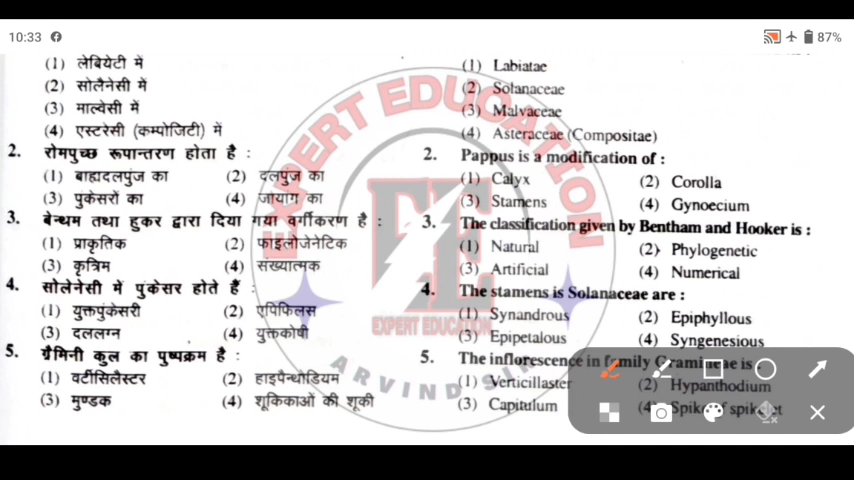 10:33
87%
(1) लेबियेटी में
(2) सोलैनेसी में
(3) माल्वेसी में
(4) एस्टरेसी (कम्पोजिटी) में
2. रोमपुच्छ रूपान्तरण होता है :
(1) बाह्यदलपुंज का (2) दलपुंज का
(3) पुंकेसरों का (4) जायांग का
3. बेन्थम तथा हुकर द्वारा दिया गया वर्गीकरण है :
(1) प्राकृतिक (2) फाइलोजेनेटिक
(3) कृत्रिम (4) संख्यात्मक
4. सोलेनेसी में पुंकेसर होते हैं :
(1) युक्तपुंकेसरी (2) एपिफिलस
(3) दललग्न (4) युक्तकोषी
5. ग्रैमिनी कुल का पुष्पक्रम है :
(1) वर्टीसिलैस्टर (2) हाइपैन्थोडियम
(3) मुण्डक (4) शूकिकाओं की शूकी
(1) Labiatae
(2) Solanaceae
(3) Malvaceae
(4) Asteraceae (Compositae)
2. Pappus is a modification of :
(1) Calyx (2) Corolla
(3) Stamens (4) Gynoecium
3. The classification given by Bentham and Hooker is :
(1) Natural (2) Phylogenetic
(3) Artificial (4) Numerical
4. The stamens is Solanaceae are :
(1) Synandrous (2) Epiphyllous
(3) Epipetalous (4) Syngenesious
5. The inflorescence in family Gramineae is :
(1) Verticillaster (2) Hypanthodium
(3) Capitulum (4) Spike of
EXPERT EDUCATION
EE
EXPERT EDUCATION
ARVIND